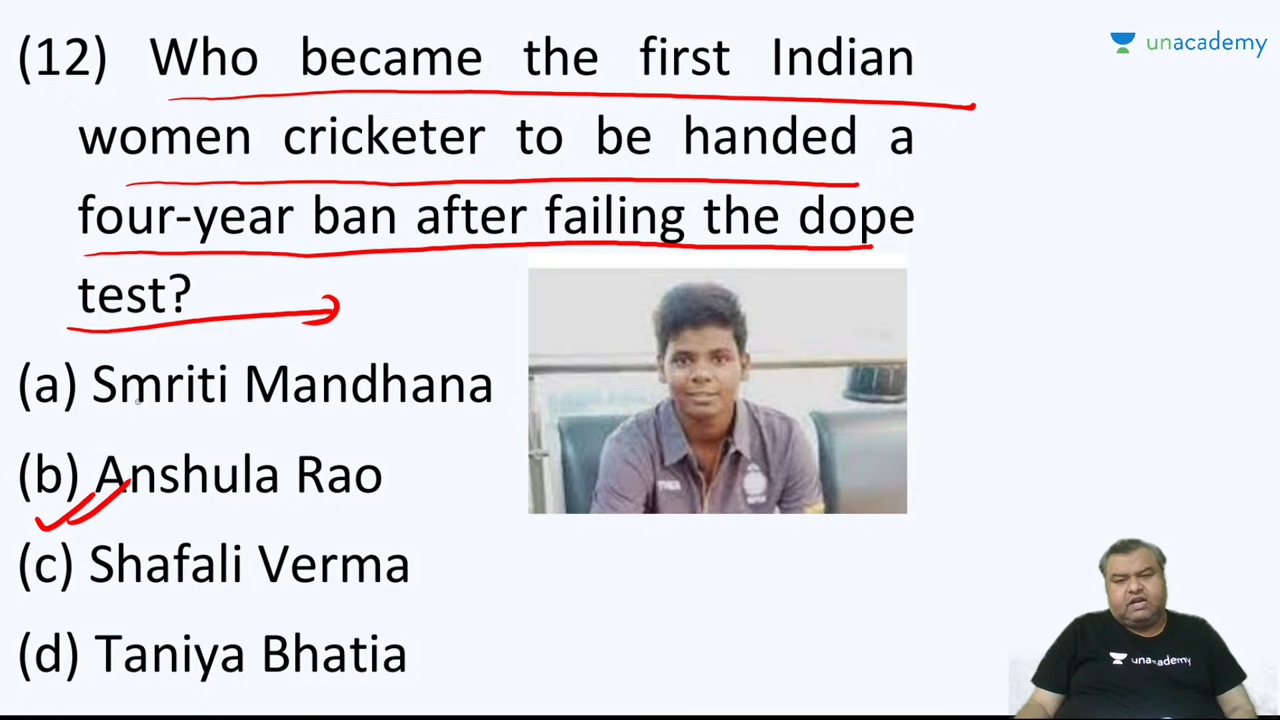 (12) Who became the first Indian
women cricketer to be handed a
four-year ban after failing the dope
test?
(a) Smriti Mandhana
(b) Anshula Rao
(c) Shafali Verma
(d) Taniya Bhatia
unacademy
unacademy